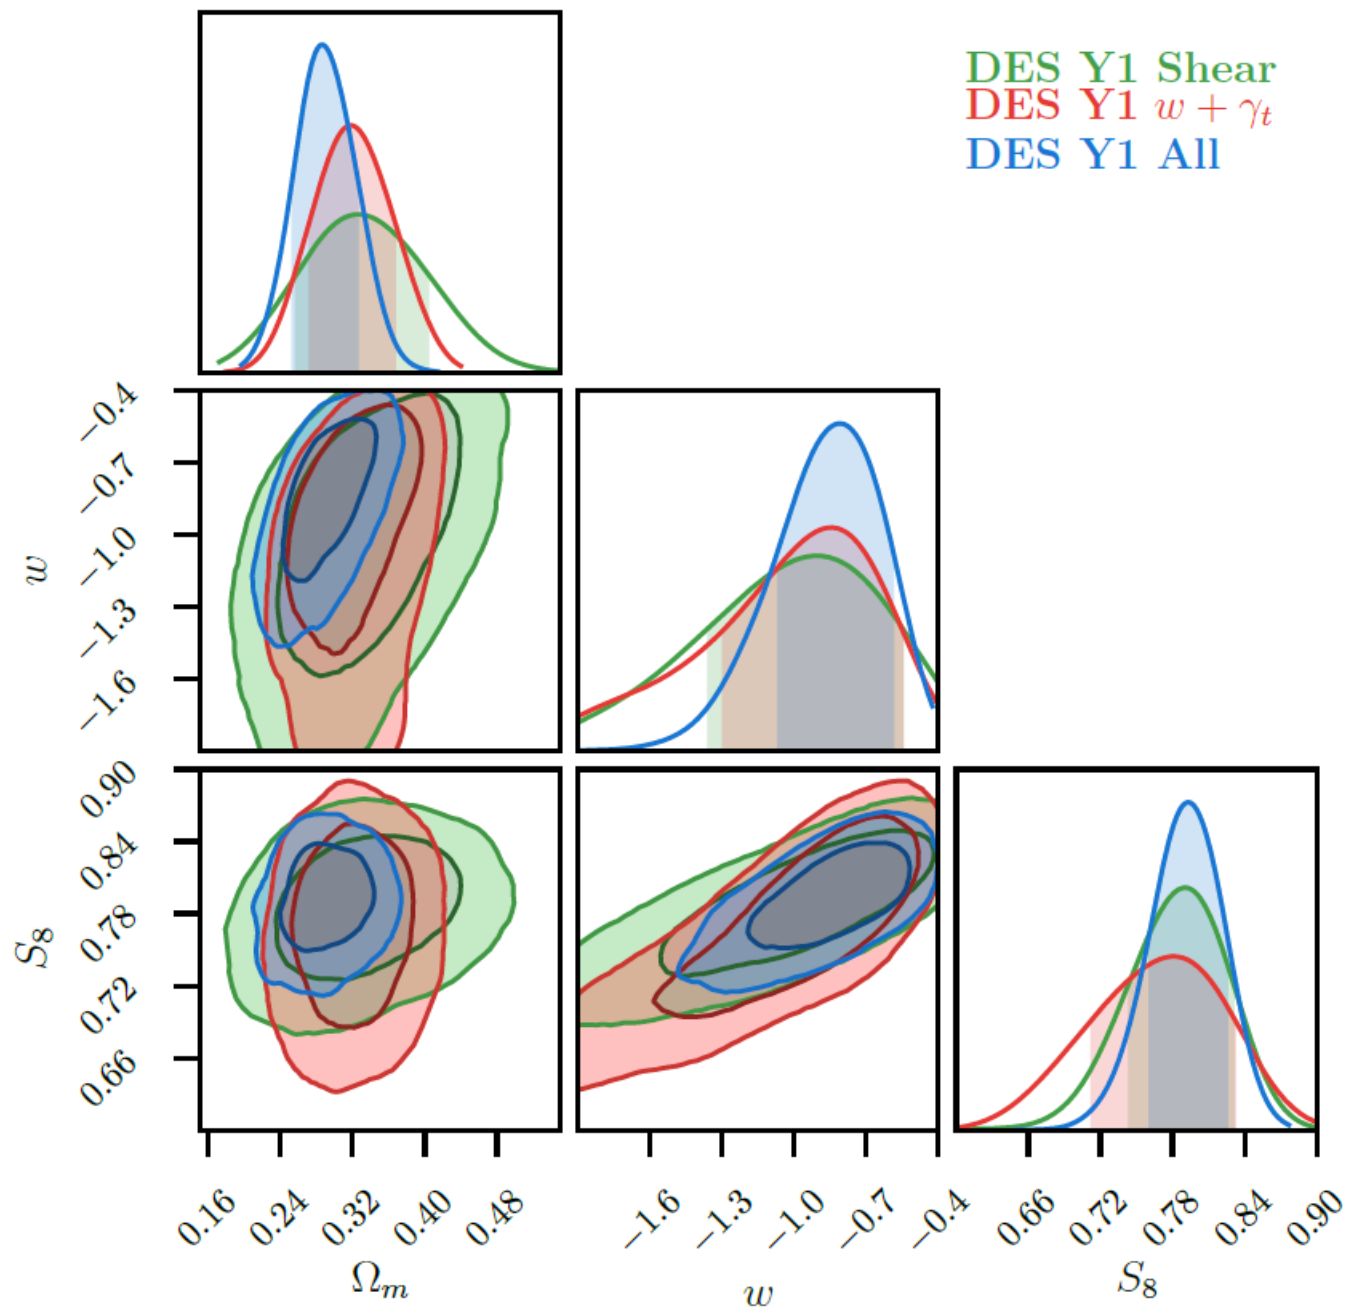 DES Y1 Shear
DES Y1 w + γt
DES Y1 All
−0.4
−0.7
−1.0
−1.3
−1.6
w
0.90
0.84
0.78
0.72
0.66
S8
0.16 0.24 0.32 0.40 0.48
−1.6 −1.3 −1.0 −0.7 −0.4
0.66 0.72 0.78 0.84 0.90
Ωm w S8